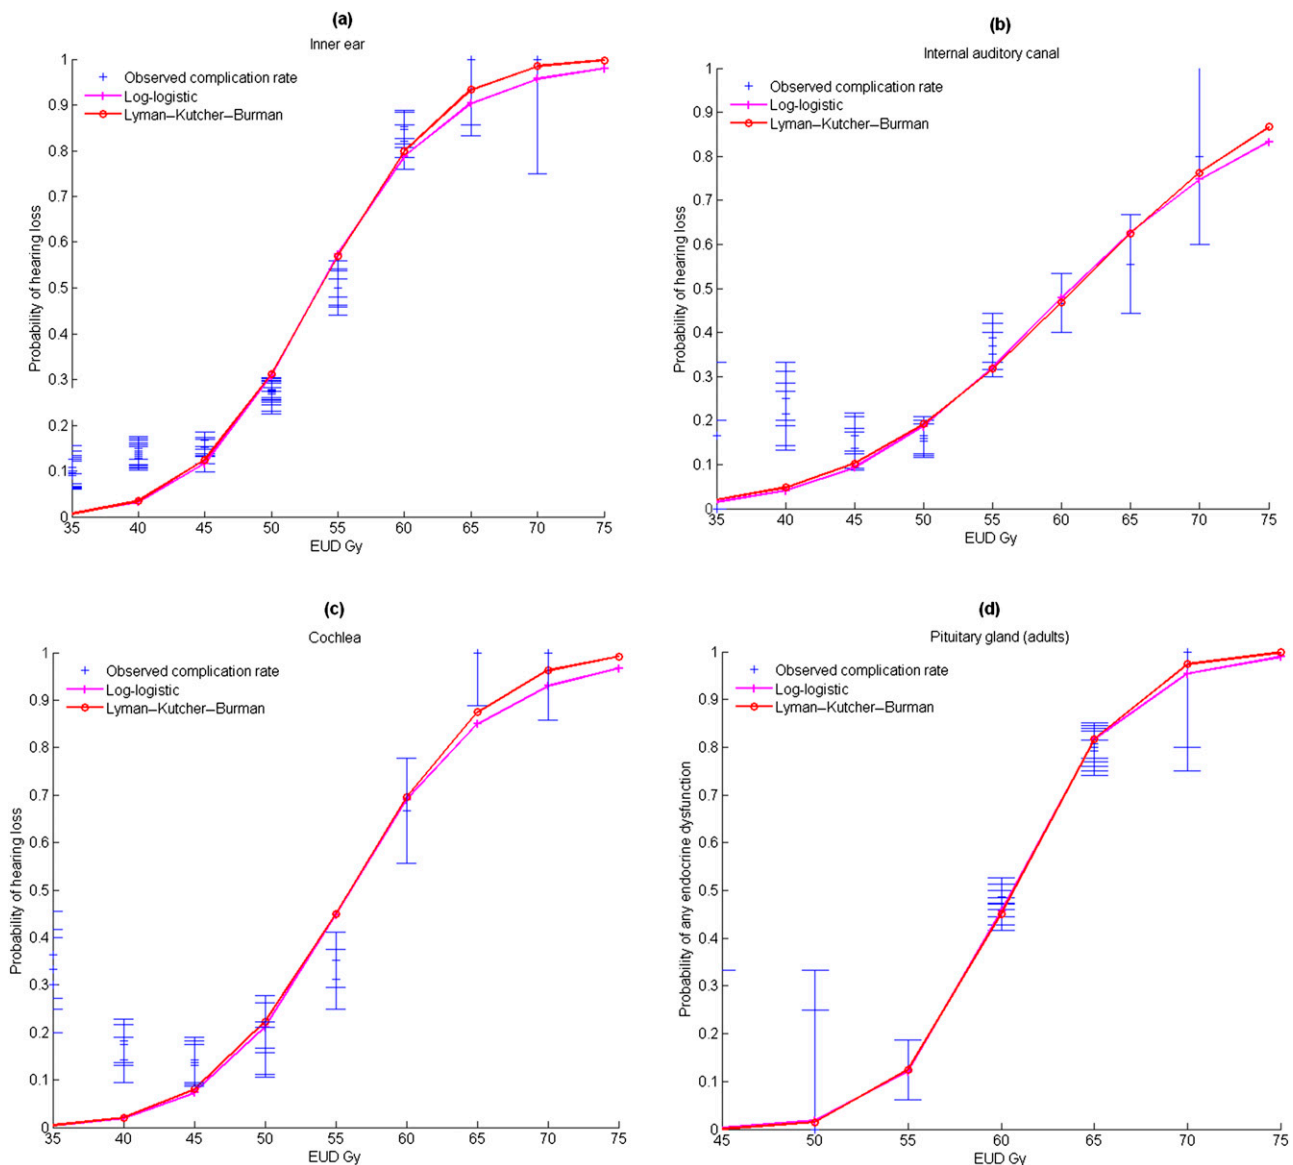 (a)
Inner ear
Observed complication rate
Log-logistic
Lyman–Kutcher–Burman
Probability of hearing loss
1
0.9
0.8
0.7
0.6
0.5
0.4
0.3
0.2
0.1
0
35 40 45 50 55 60 65 70 75
EUD Gy
(b)
Internal auditory canal
Observed complication rate
Log-logistic
Lyman–Kutcher–Burman
Probability of hearing loss
1
0.9
0.8
0.7
0.6
0.5
0.4
0.3
0.2
0.1
0
35 40 45 50 55 60 65 70 75
EUD Gy
(c)
Cochlea
Observed complication rate
Log-logistic
Lyman–Kutcher–Burman
Probability of hearing loss
1
0.9
0.8
0.7
0.6
0.5
0.4
0.3
0.2
0.1
0
35 40 45 50 55 60 65 70 75
EUD Gy
(d)
Pituitary gland (adults)
Observed complication rate
Log-logistic
Lyman–Kutcher–Burman
Probability of any endocrine dysfunction
1
0.9
0.8
0.7
0.6
0.5
0.4
0.3
0.2
0.1
0
45 50 55 60 65 70 75
EUD Gy